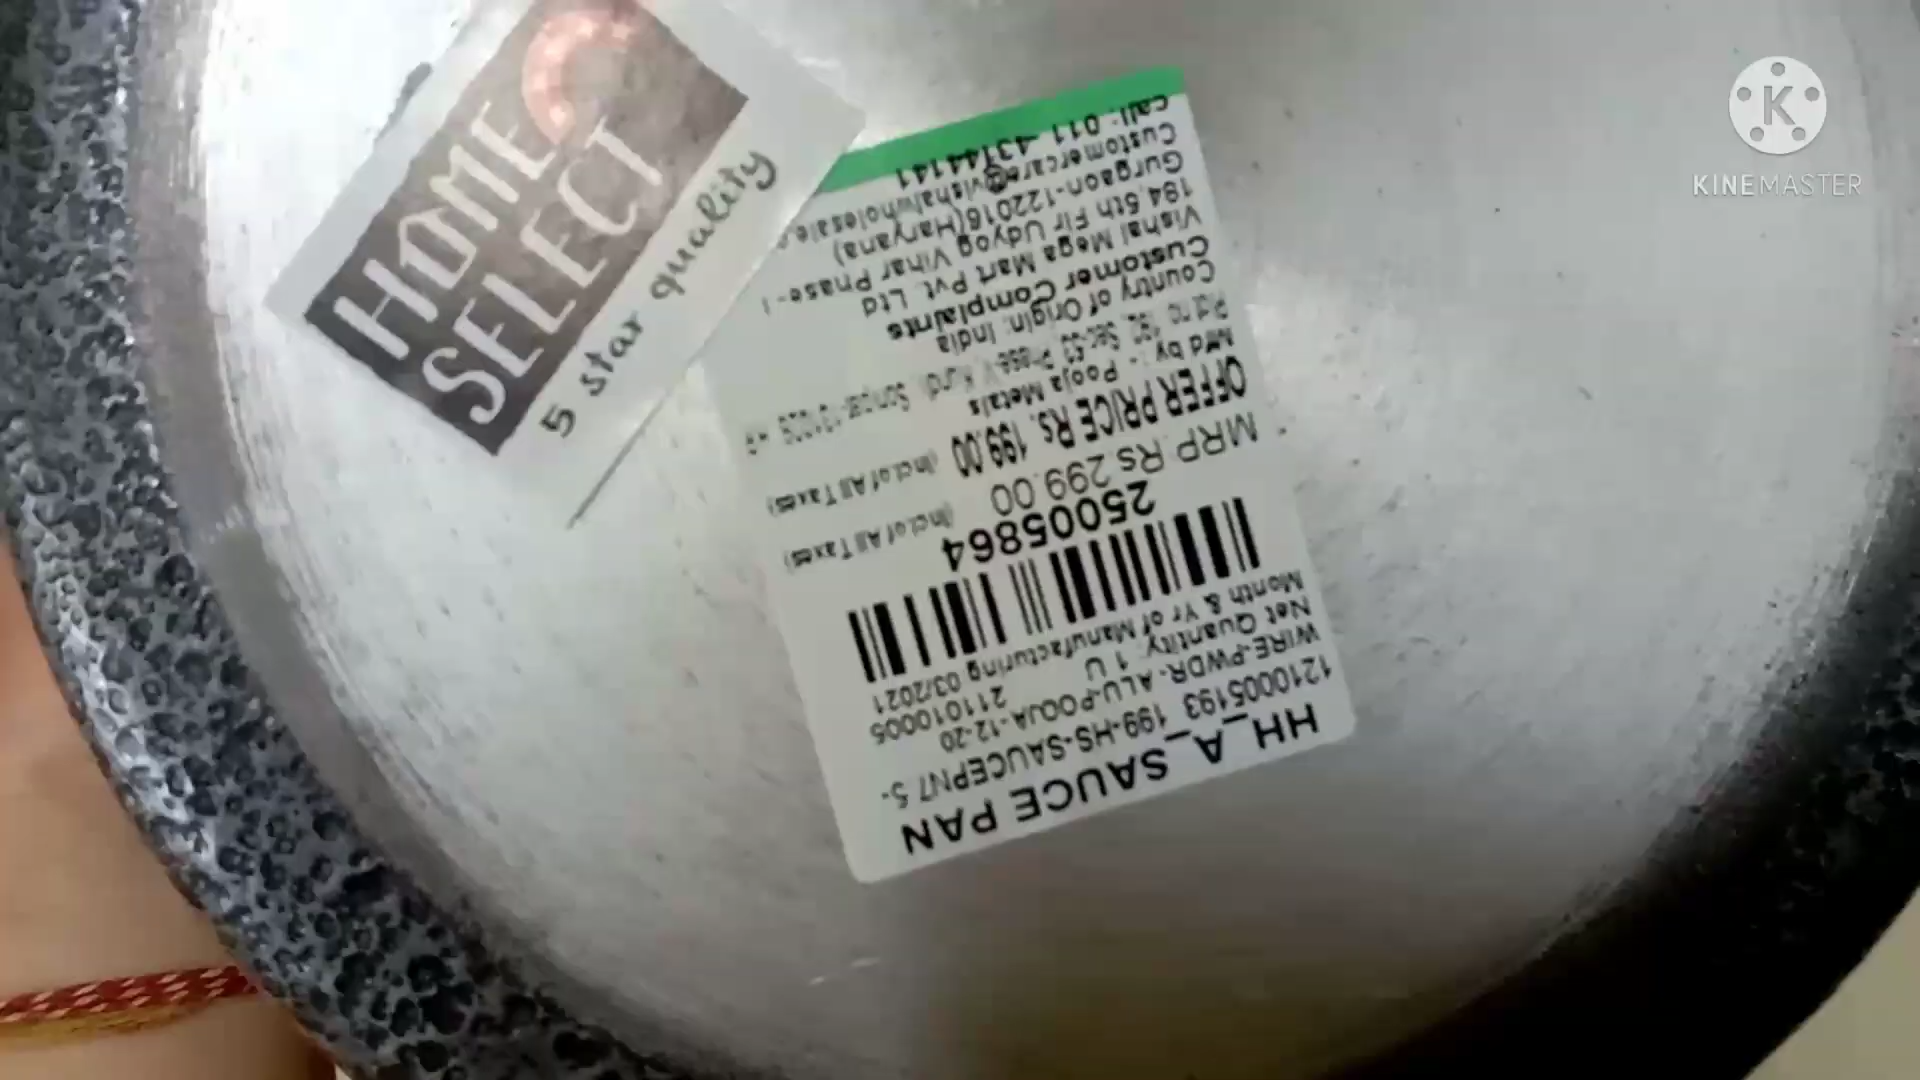 HOME
SELECT
5 star quality
HH_A_SAUCE PAN
1210005193_199-HS-SAUCEPN7.5-
WIRE-PWDR-ALU-POOJA-12-20
Net Quantity: 1 U
211010005
Month & Yr of Manufacturing 03/2021
25005864
MRP Rs 299.00 (Incl of All Taxes)
OFFER PRICE Rs. 199.00 (Incl of All Taxes)
Mfd by :- Pooja Metals
Country of Origin: India
Customer Complaints
Vishal Mega Mart Pvt. Ltd
184, 5th Flr Udyog Vihar Phase-I
Gurgaon-122016(Haryana)
Customercare@vishalwholesale.
call: 011-43144141
K
KINEMASTER